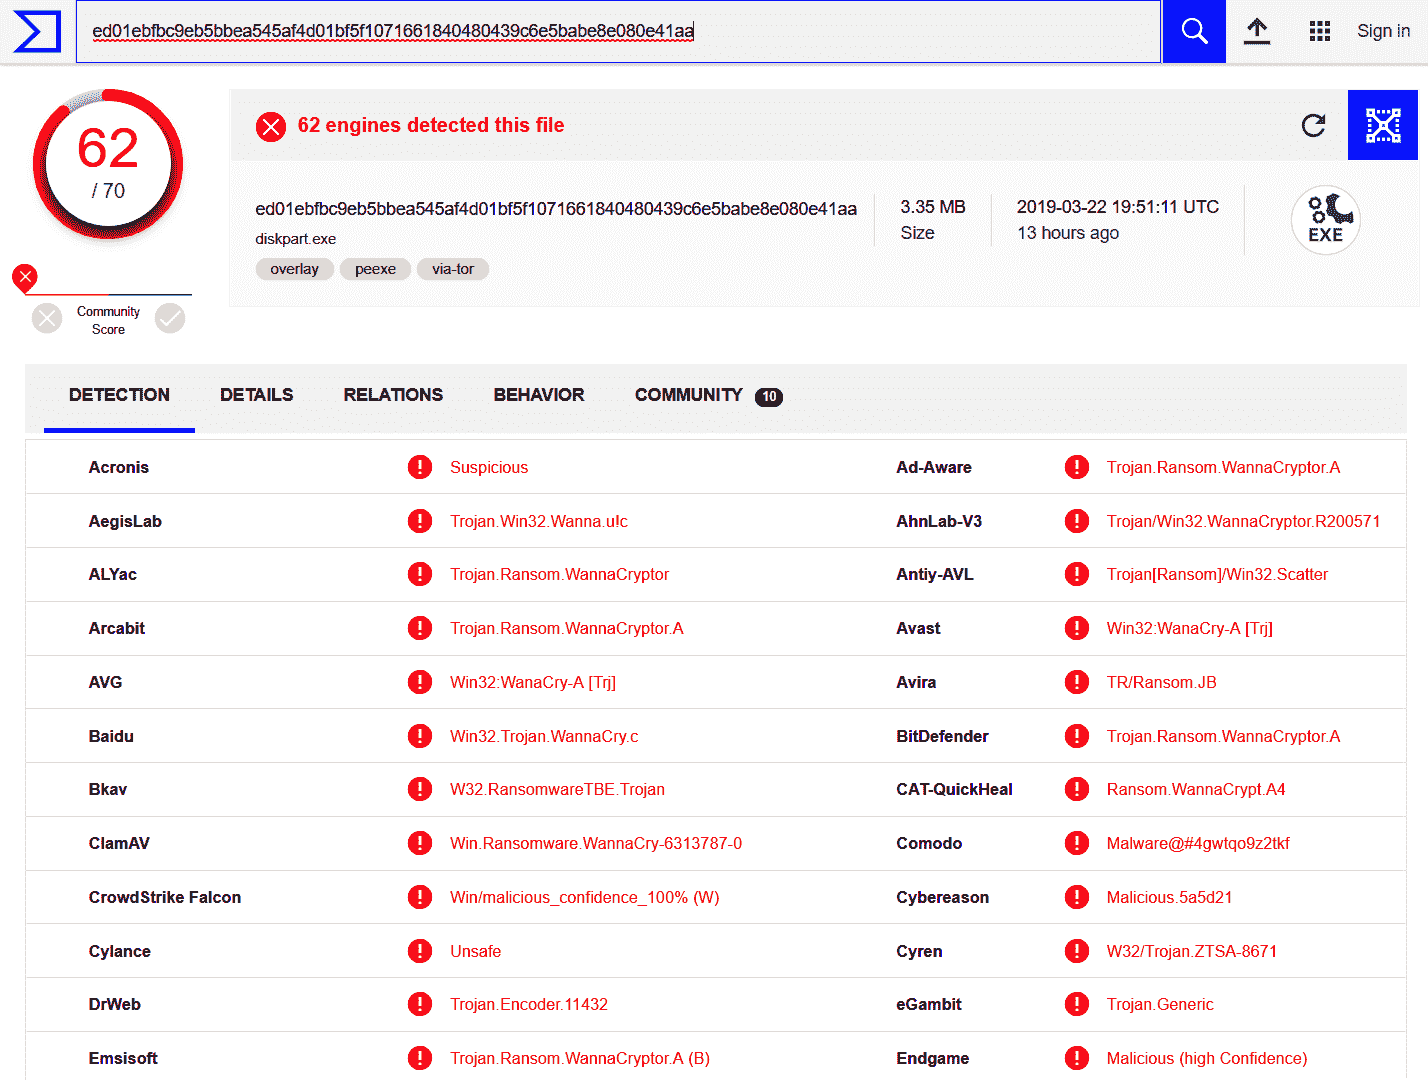 ed01ebfbc9eb5bbea545af4d01bf5f1071661840480439c6e5babe8e080e41aa
Sign in
62
/ 70
62 engines detected this file
ed01ebfbc9eb5bbea545af4d01bf5f1071661840480439c6e5babe8e080e41aa
diskpart.exe
overlay peexe via-tor
3.35 MB
Size
2019-03-22 19:51:11 UTC
13 hours ago
EXE
Community
Score
DETECTION DETAILS RELATIONS BEHAVIOR COMMUNITY 10
Acronis Suspicious Ad-Aware Trojan.Ransom.WannaCryptor.A
AegisLab Trojan.Win32.Wanna.u!c AhnLab-V3 Trojan/Win32.WannaCryptor.R200571
ALYac Trojan.Ransom.WannaCryptor Antiy-AVL Trojan[Ransom]/Win32.Scatter
Arcabit Trojan.Ransom.WannaCryptor.A Avast Win32:WanaCry-A [Trj]
AVG Win32:WanaCry-A [Trj] Avira TR/Ransom.JB
Baidu Win32.Trojan.WannaCry.c BitDefender Trojan.Ransom.WannaCryptor.A
Bkav W32.RansomwareTBE.Trojan CAT-QuickHeal Ransom.WannaCrypt.A4
ClamAV Win.Ransomware.WannaCry-6313787-0 Comodo Malware@#4gwtqo9z2tkf
CrowdStrike Falcon Win/malicious_confidence_100% (W) Cybereason Malicious.5a5d21
Cylance Unsafe Cyren W32/Trojan.ZTSA-8671
DrWeb Trojan.Encoder.11432 eGambit Trojan.Generic
Emsisoft Trojan.Ransom.WannaCryptor.A (B) Endgame Malicious (high Confidence)